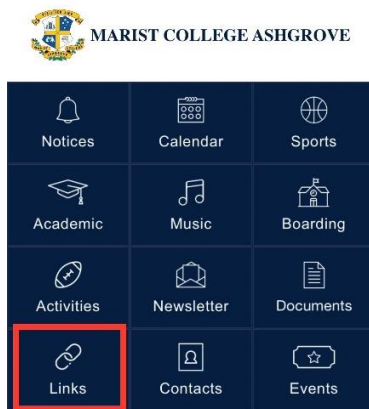 MARIST COLLEGE ASHGROVE
Notices Calendar Sports
Academic Music Boarding
Activities Newsletter Documents
Links Contacts Events